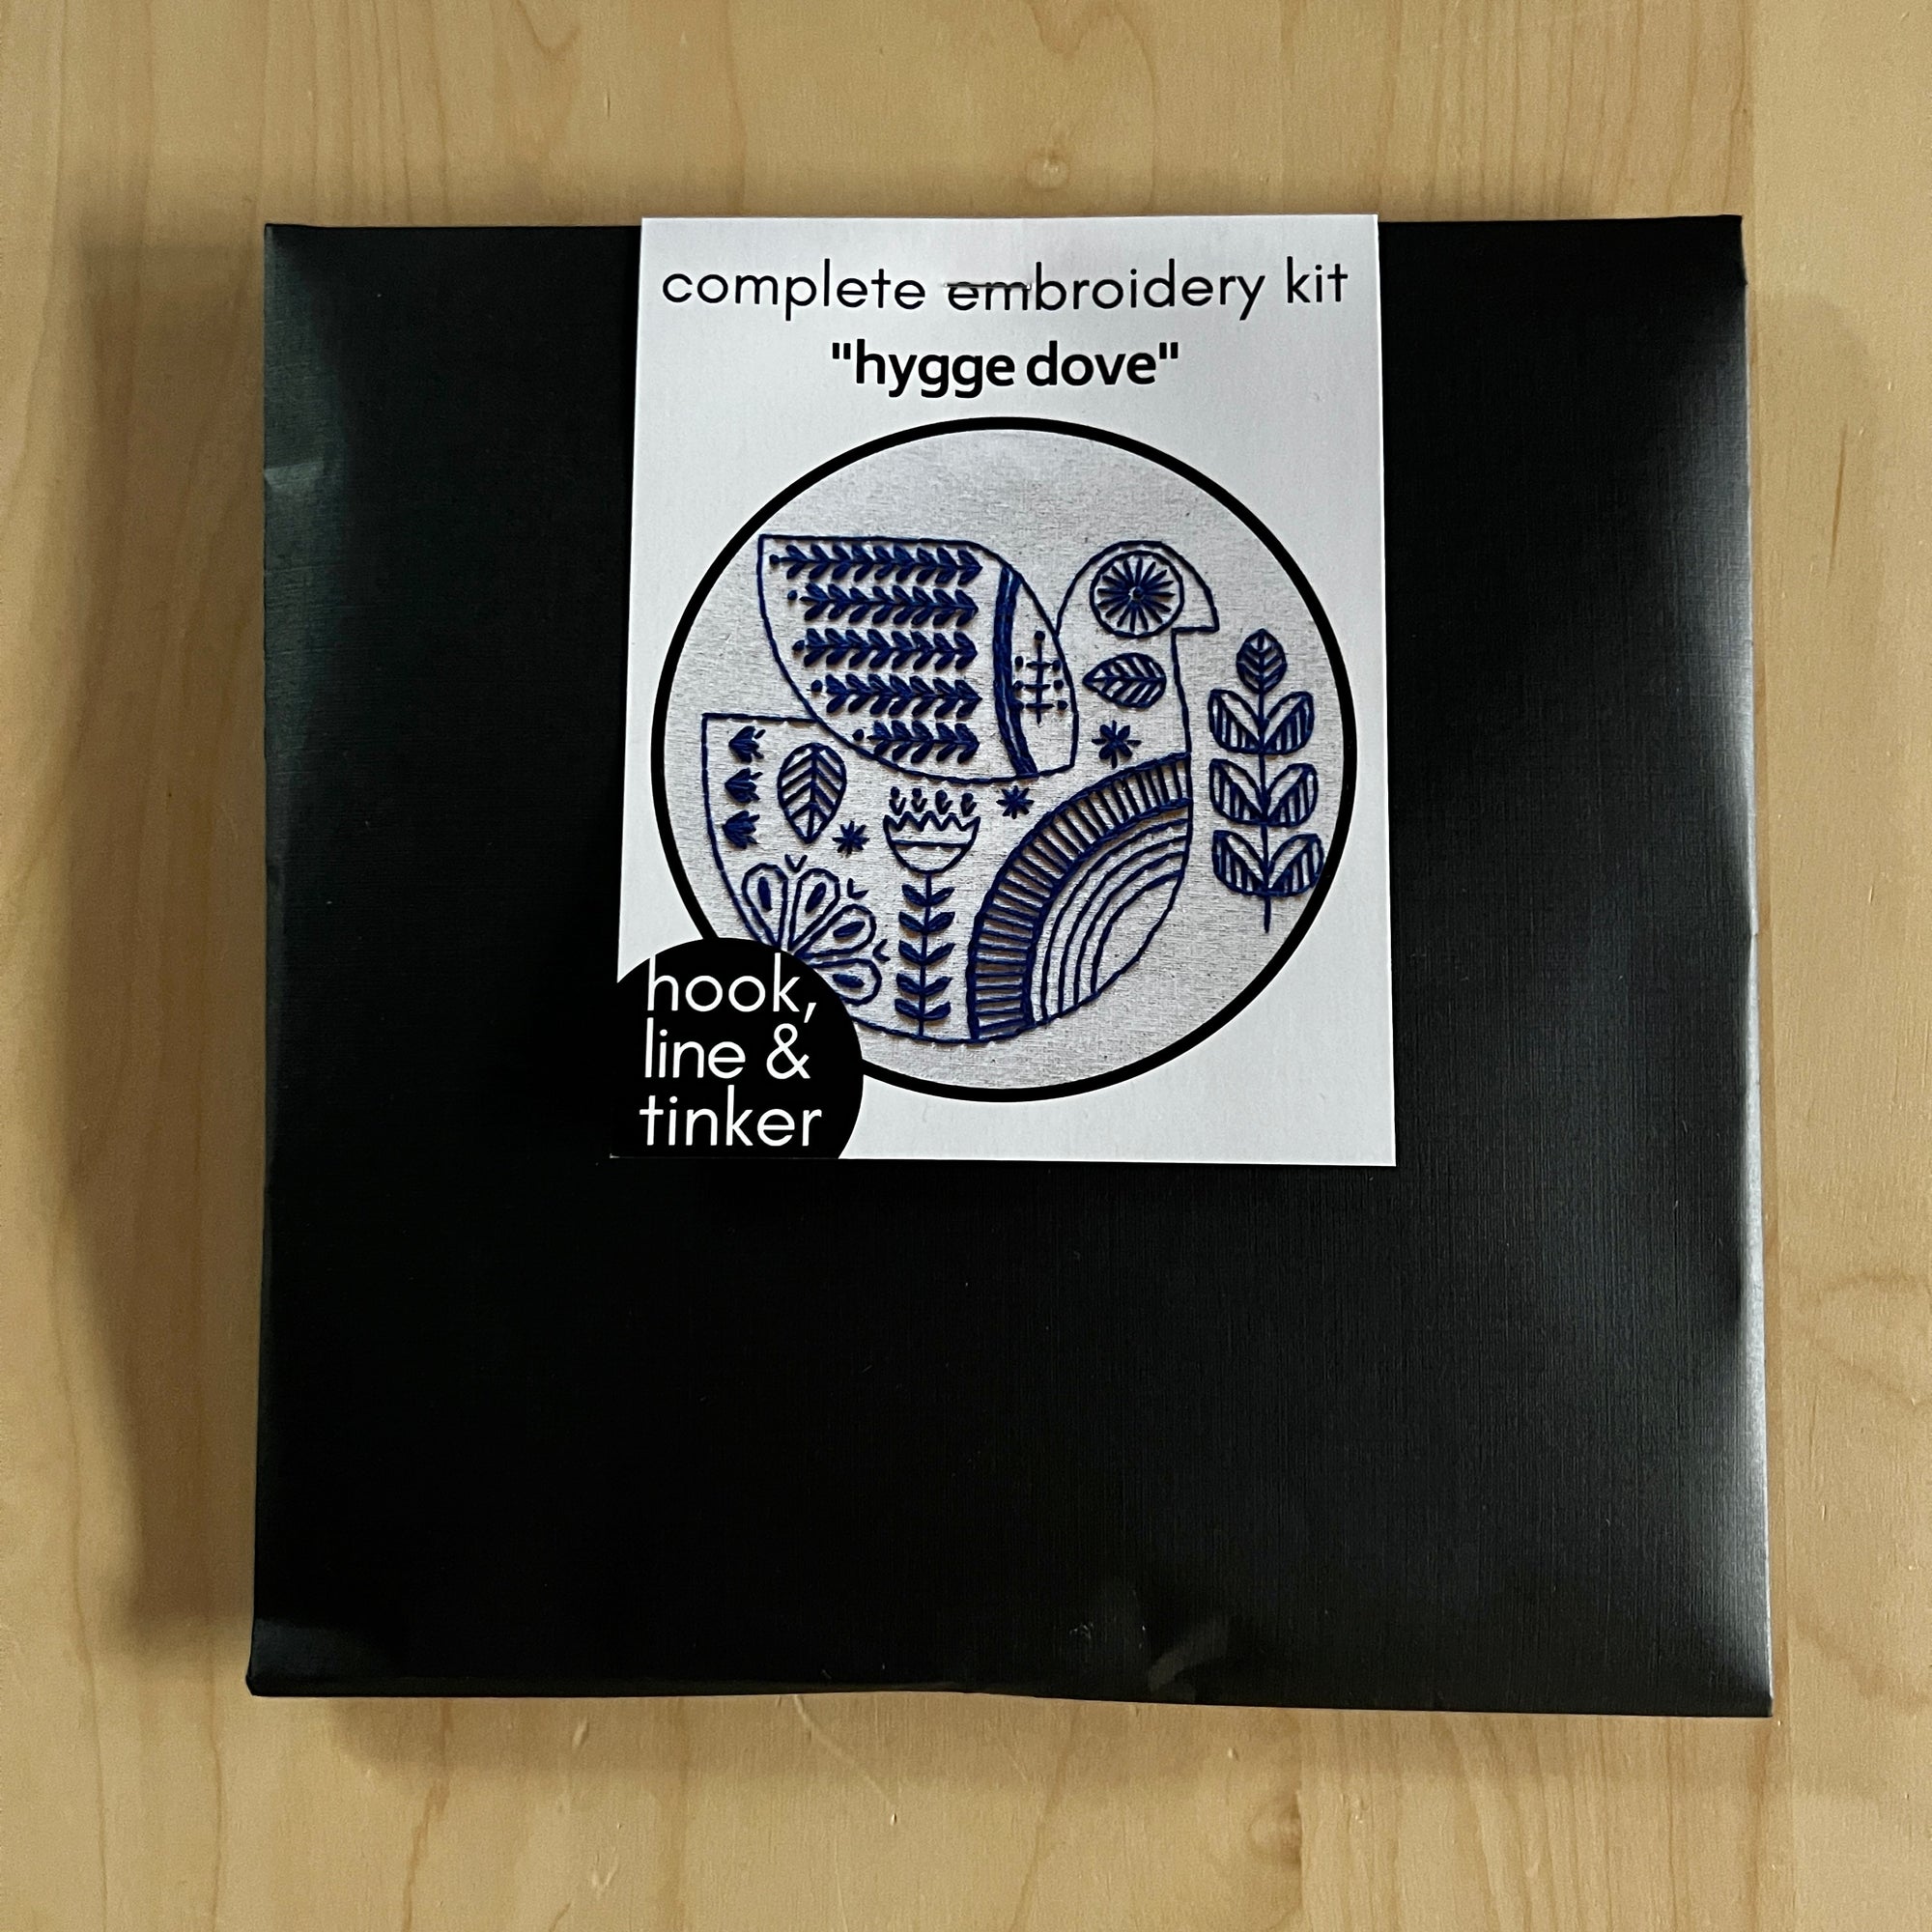 complete embroidery kit
"hygge dove"
hook,
line &
tinker